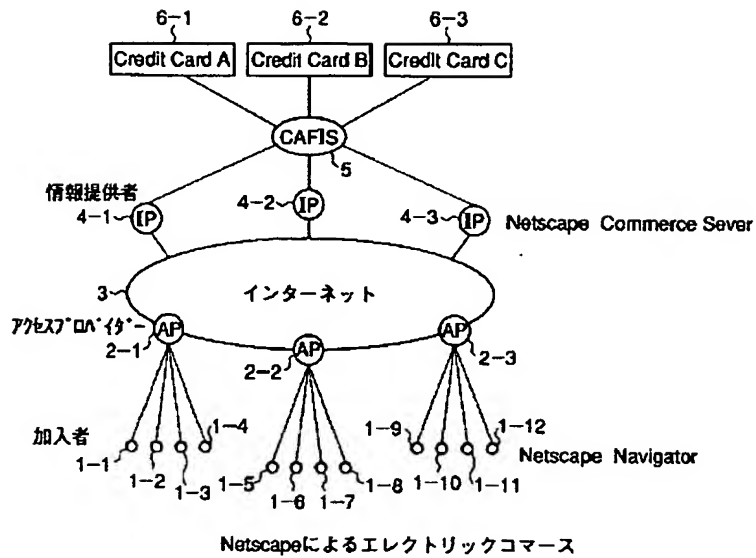 6-1 6-2 6-3
Credit Card A Credit Card B Credit Card C
CAFIS
5
情報提供者
4-1 IP 4-2 IP 4-3 IP Netscape Commerce Sever
3 インターネット
アクセスプロバイダー
AP AP AP
2-1 2-2 2-3
加入者
1-1 1-2 1-3 1-4 1-5 1-6 1-7 1-8 1-9 1-10 1-11 1-12
Netscape Navigator
Netscapeによるエレクトリックコマース